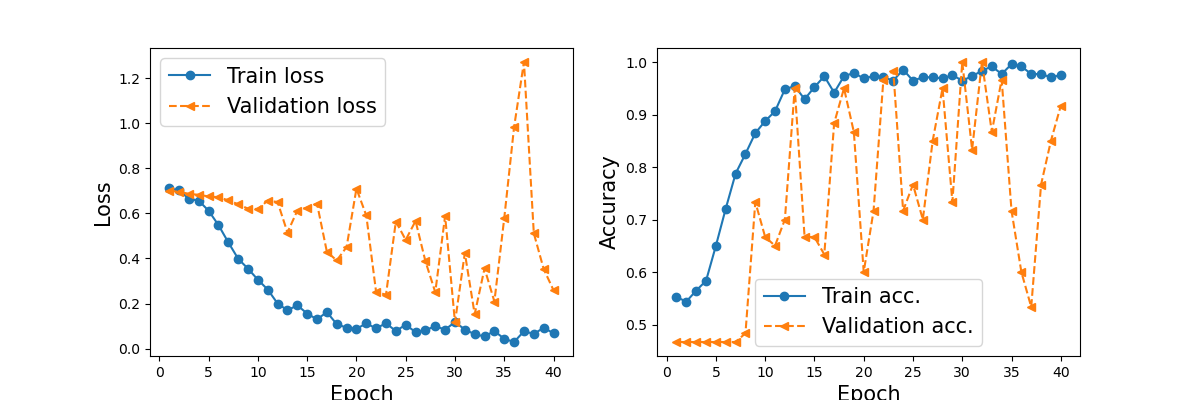 Train loss
Validation loss
Loss
1.2
1.0
0.8
0.6
0.4
0.2
0.0
0 5 10 15 20 25 30 35 40
Epoch
Train acc.
Validation acc.
Accuracy
1.0
0.9
0.8
0.7
0.6
0.5
0 5 10 15 20 25 30 35 40
Epoch